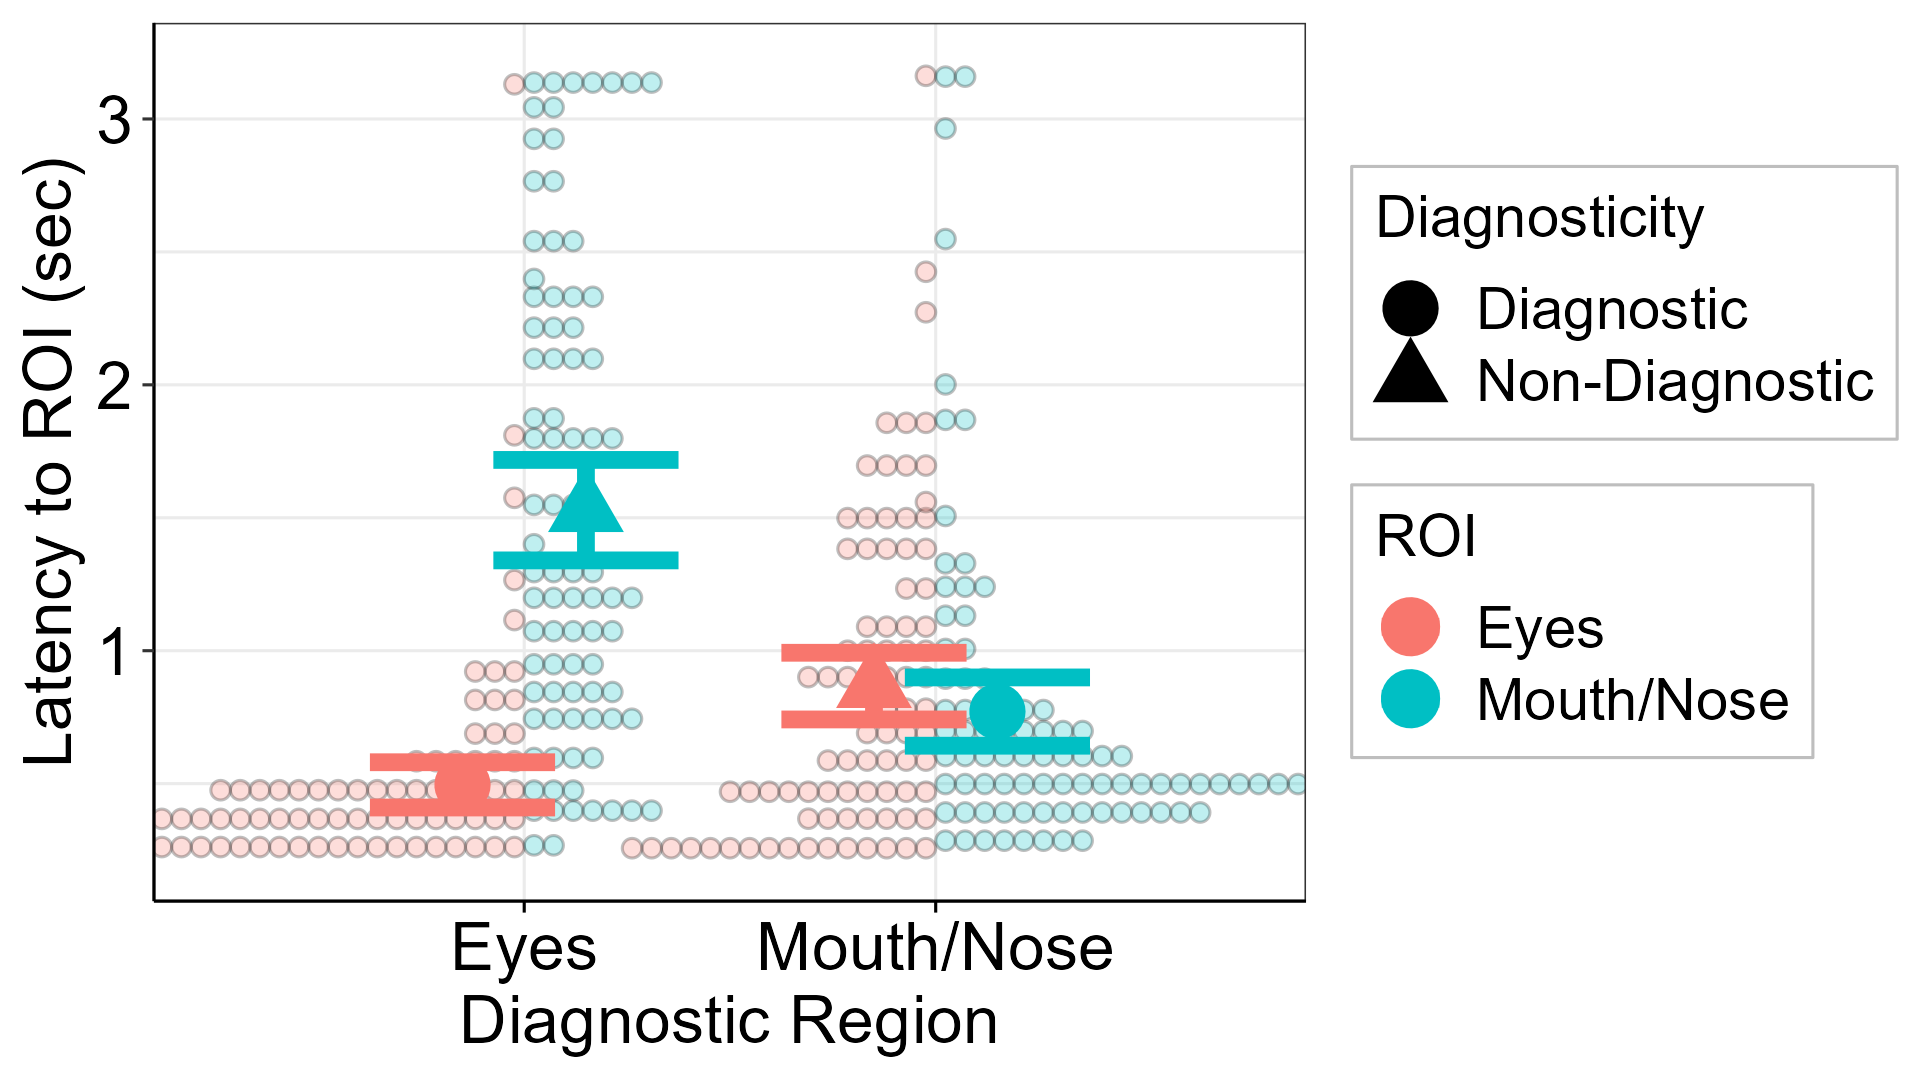 Latency to ROI (sec)
3
2
1
Eyes
Mouth/Nose
Diagnostic Region
Diagnosticity
Diagnostic
Non-Diagnostic
ROI
Eyes
Mouth/Nose